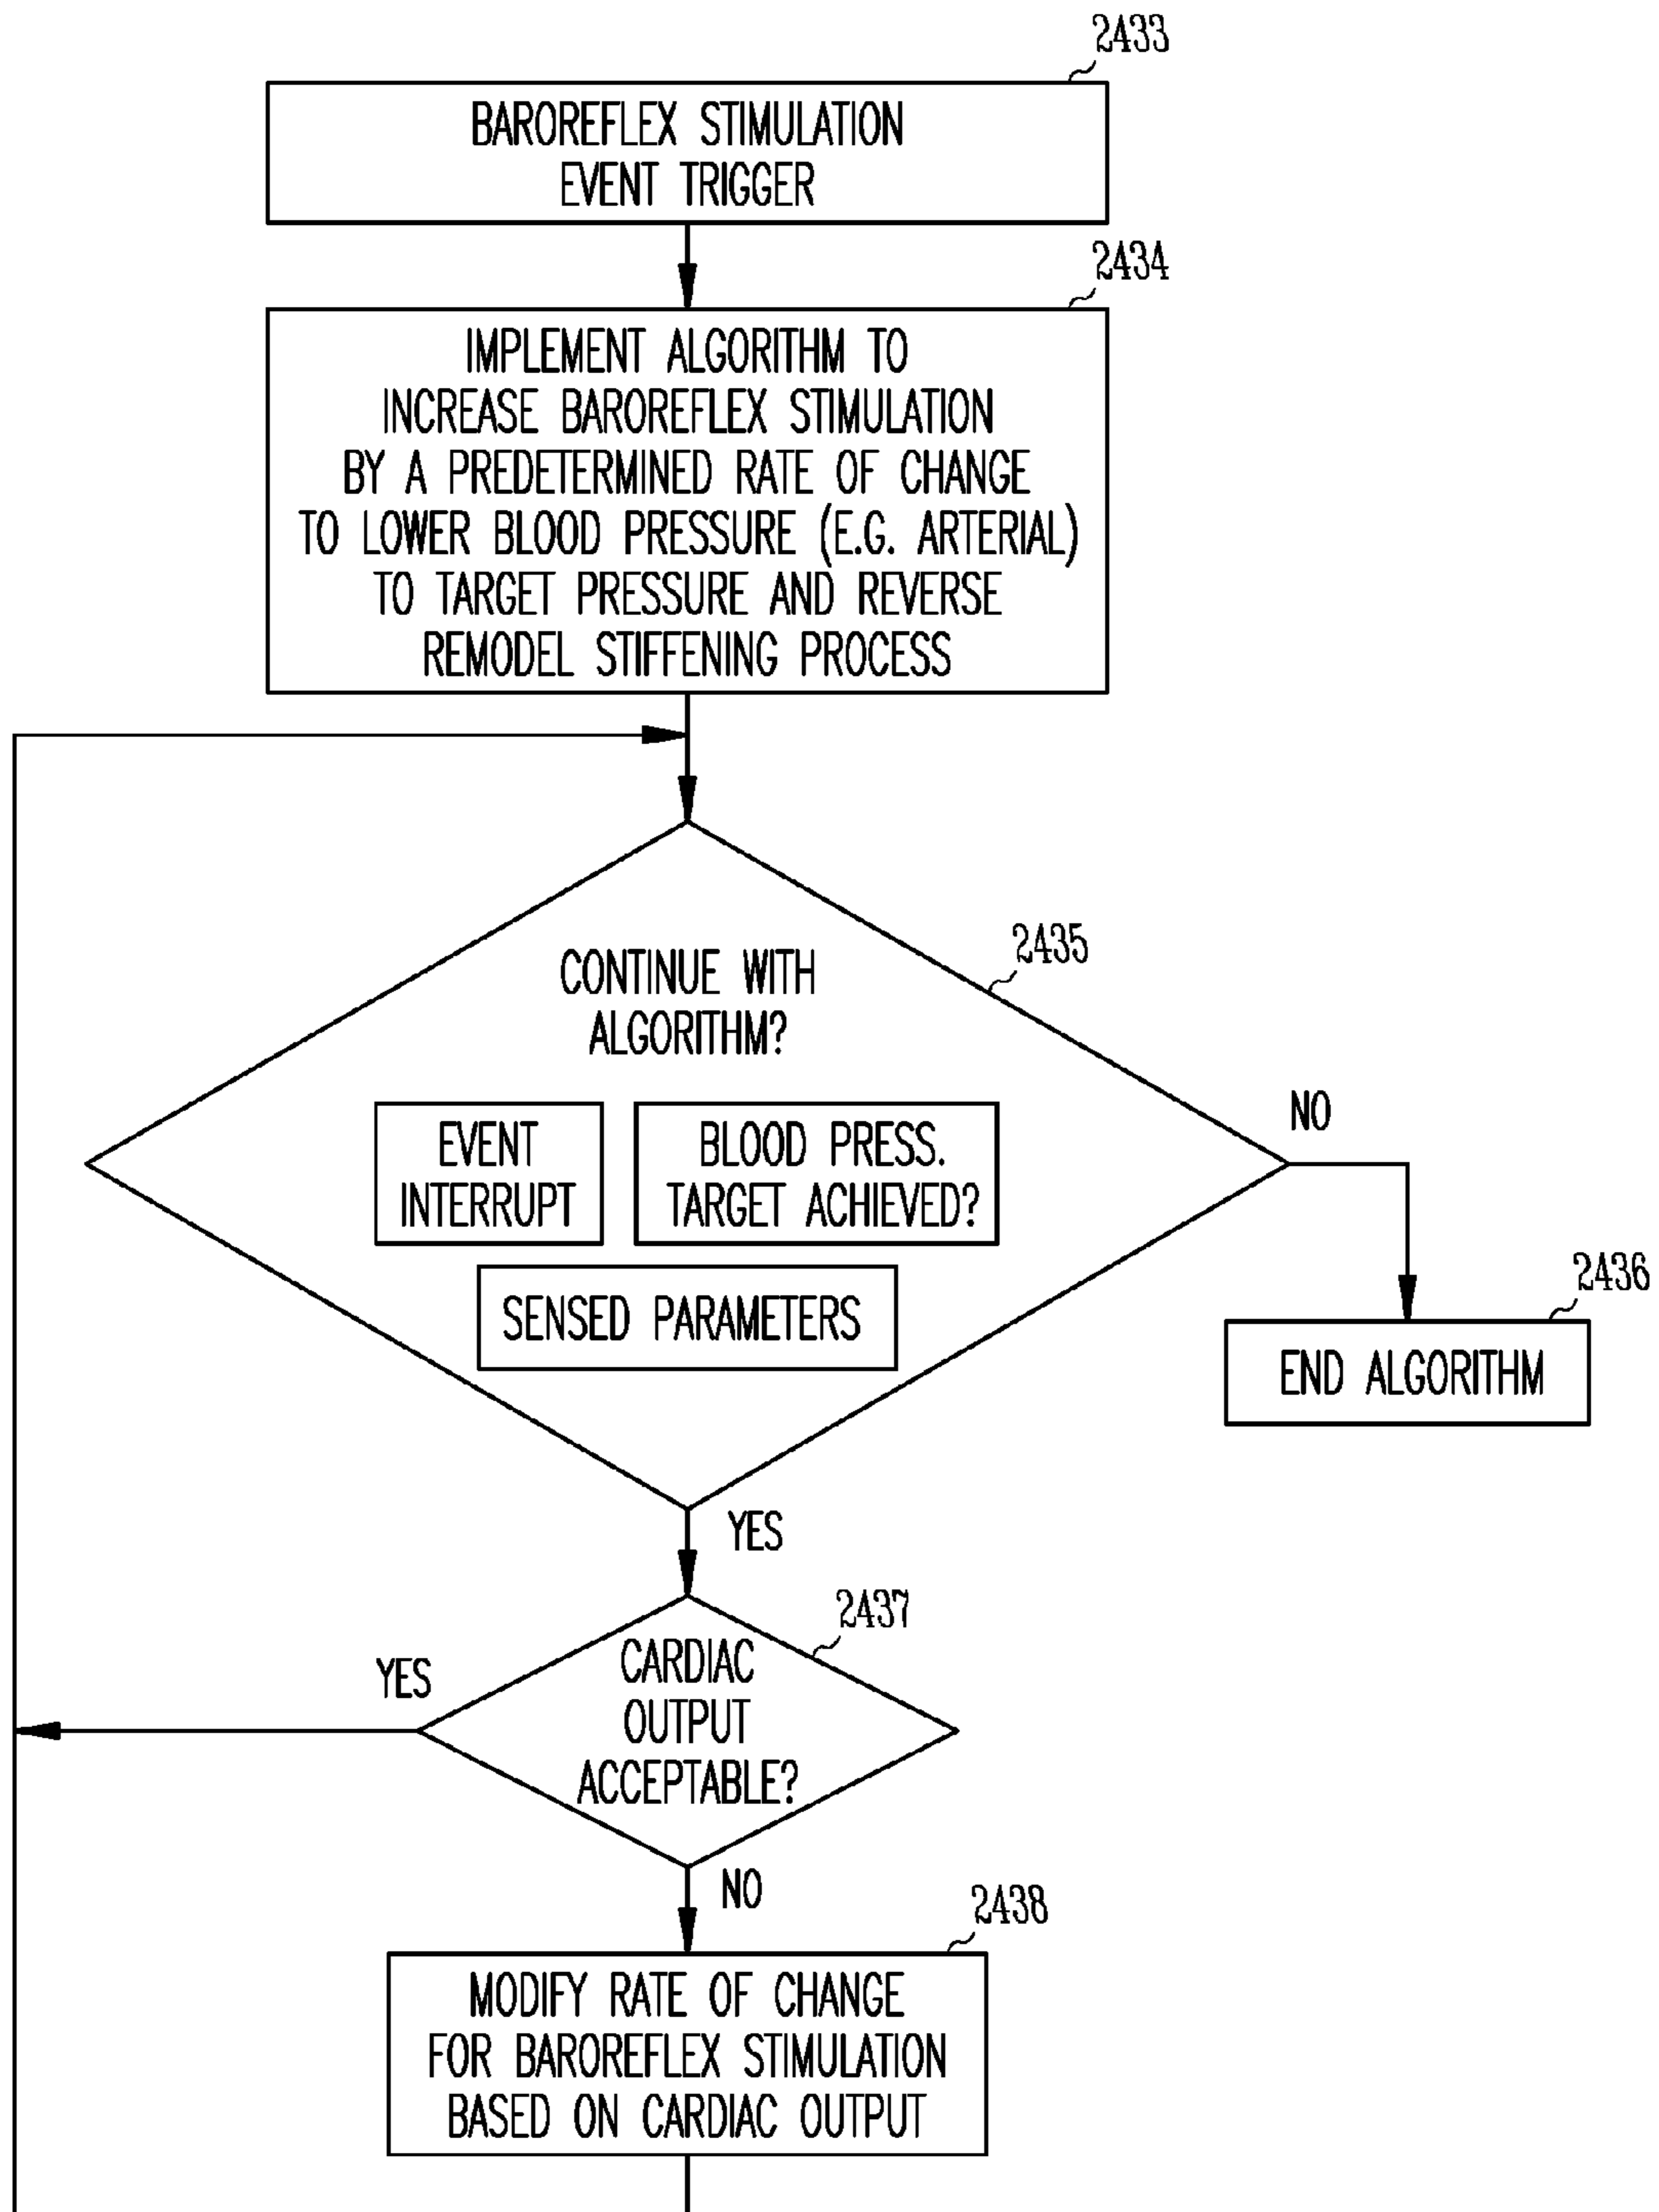 2433
BAROREFLEX STIMULATION
EVENT TRIGGER
2434
IMPLEMENT ALGORITHM TO
INCREASE BAROREFLEX STIMULATION
BY A PREDETERMINED RATE OF CHANGE
TO LOWER BLOOD PRESSURE (E.G. ARTERIAL)
TO TARGET PRESSURE AND REVERSE
REMODEL STIFFENING PROCESS
2435
CONTINUE WITH
ALGORITHM?
EVENT
INTERRUPT
BLOOD PRESS.
TARGET ACHIEVED?
SENSED PARAMETERS
NO
2436
END ALGORITHM
YES
2437
CARDIAC
OUTPUT
ACCEPTABLE?
YES
NO
2438
MODIFY RATE OF CHANGE
FOR BAROREFLEX STIMULATION
BASED ON CARDIAC OUTPUT